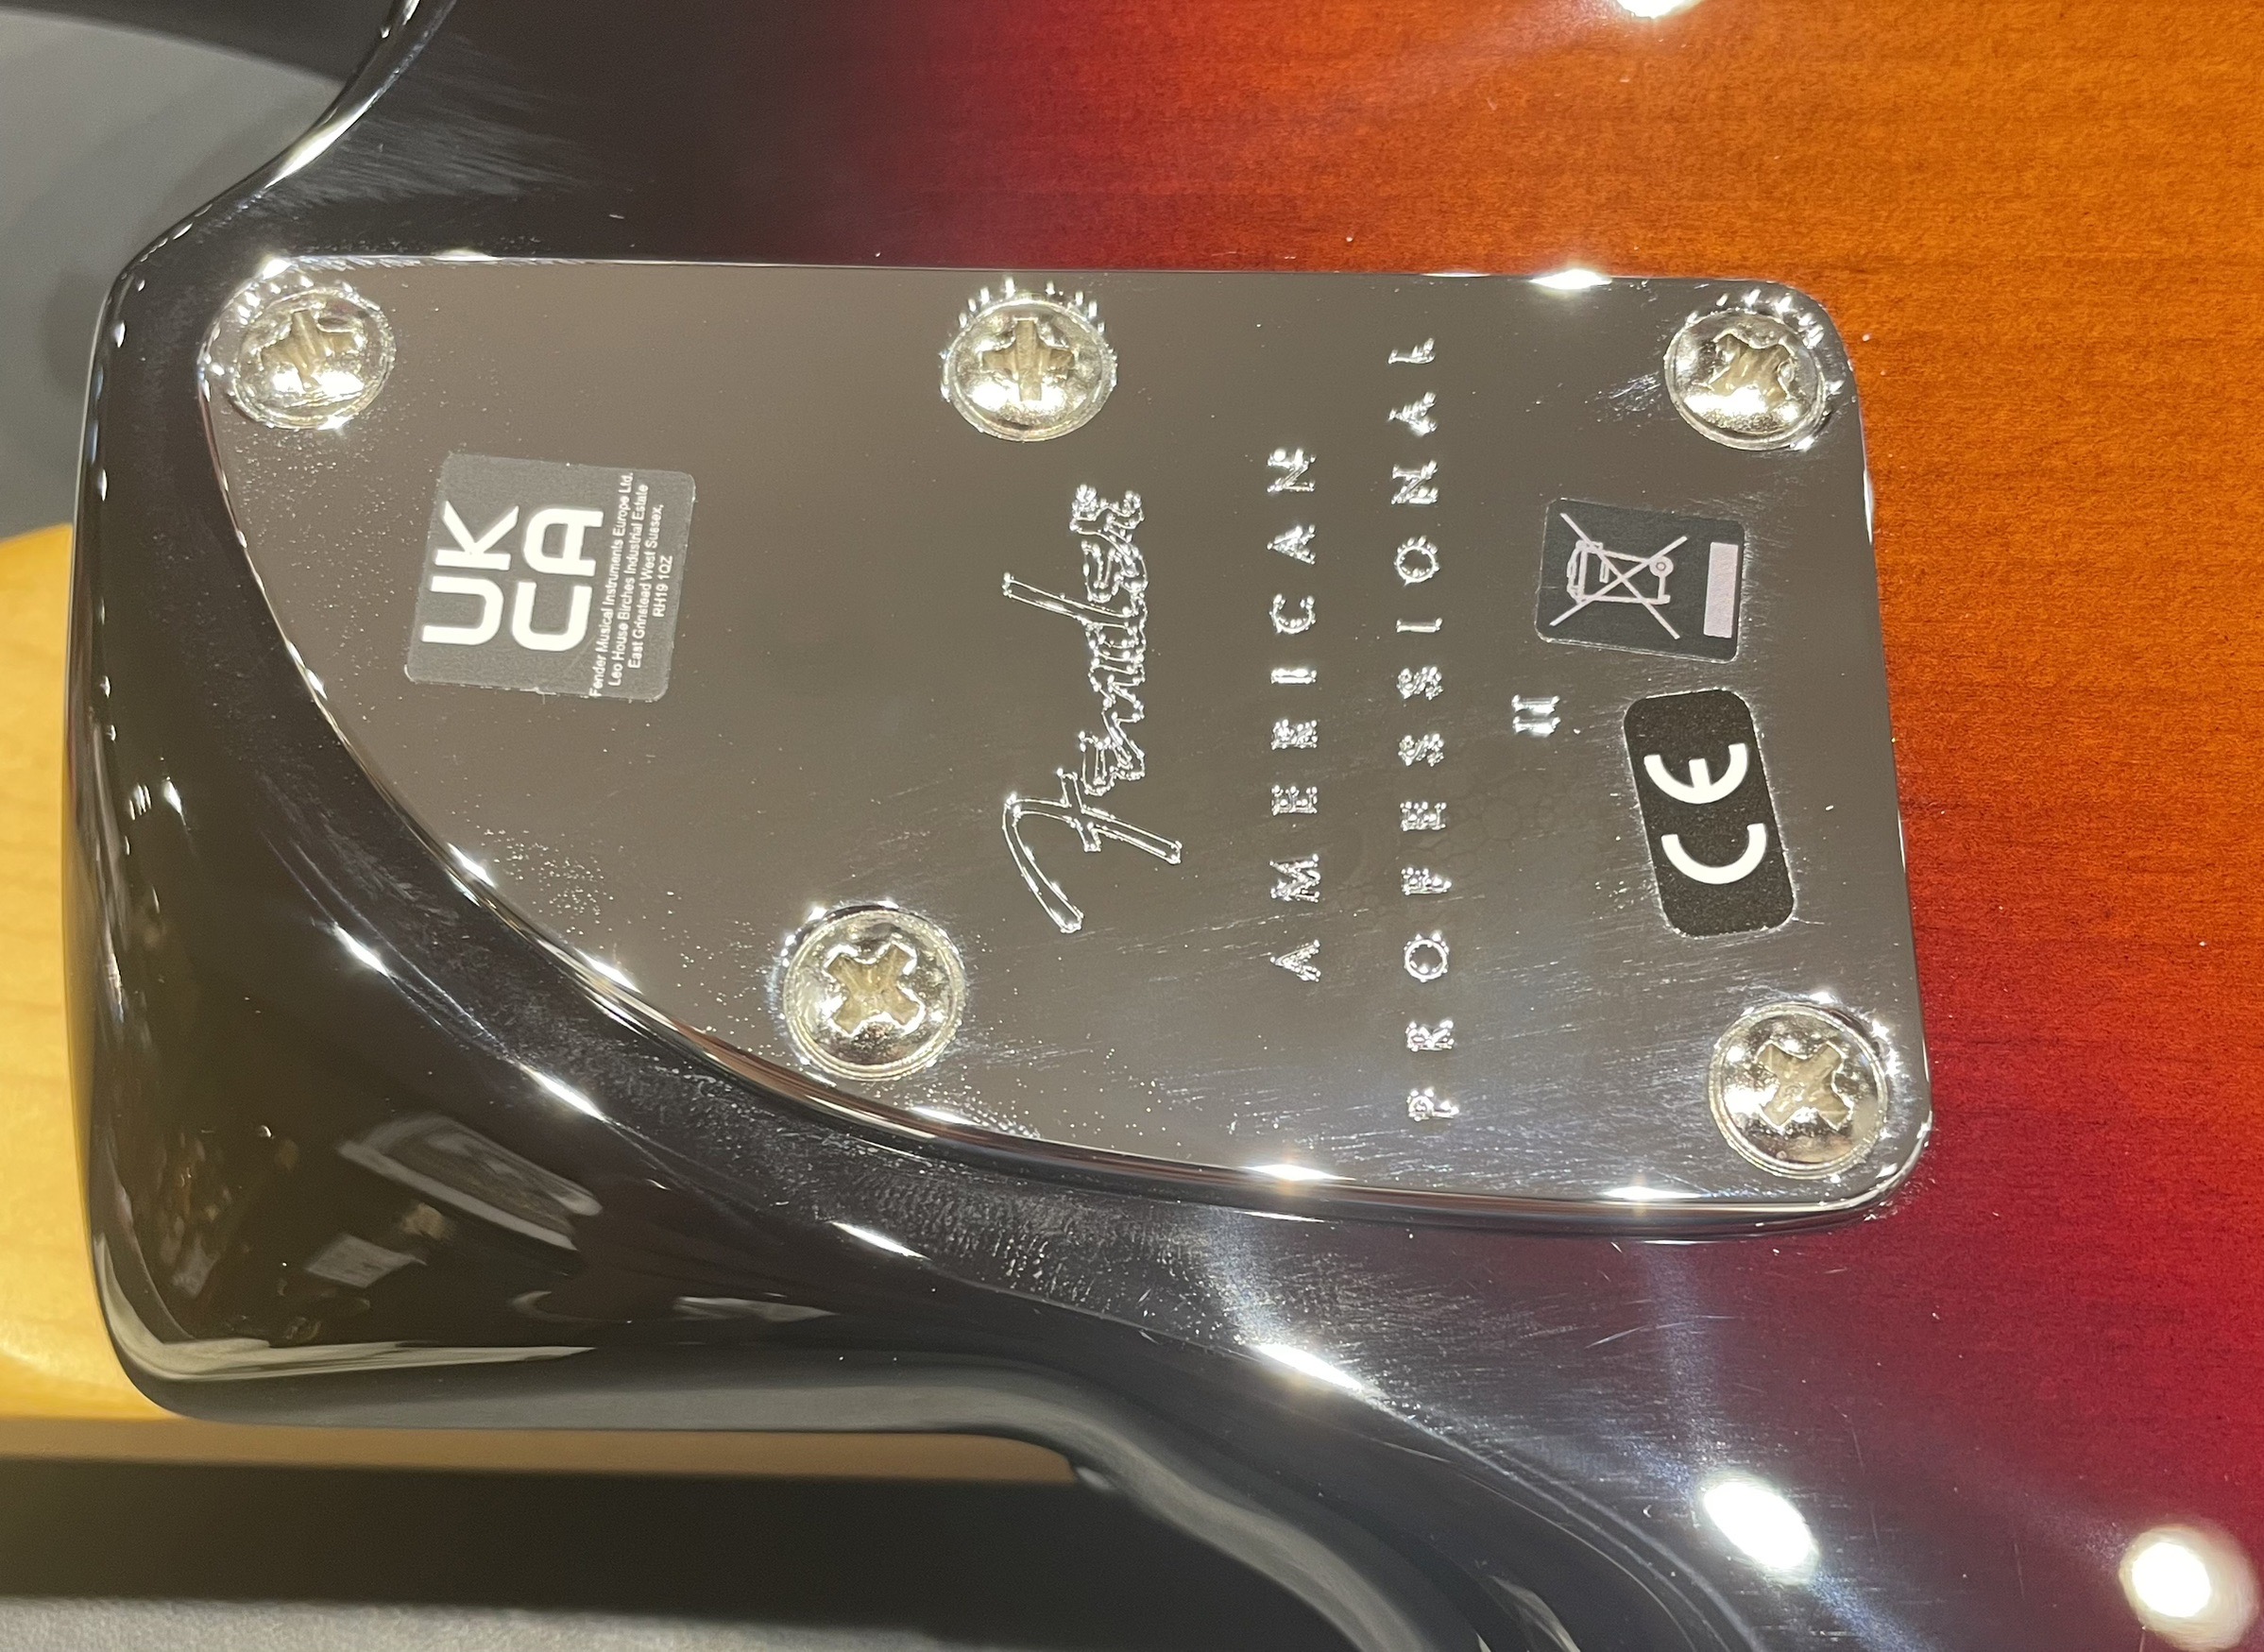 UK
CA
Fender Musical Instruments Europe Ltd.
Leo House Birches Industrial Estate
East Grinstead West Sussex,
RH19 1QZ
Fender
AMERICAN
PROFESSIONAL
II
CE